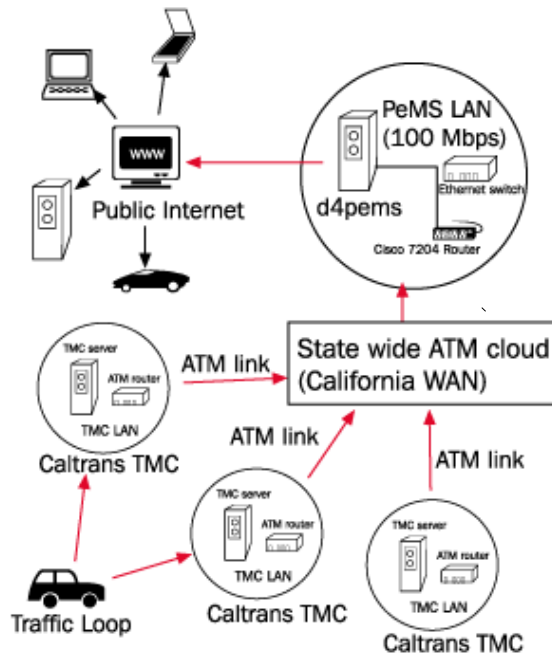 www
Public Internet
PeMS LAN
(100 Mbps)
Ethernet switch
d4pems
Cisco 7204 Router
State wide ATM cloud
(California WAN)
TMC server
ATM router
TMC LAN
Caltrans TMC
ATM link
ATM link
ATM link
TMC server
ATM router
TMC LAN
Caltrans TMC
TMC server
ATM router
TMC LAN
Caltrans TMC
Traffic Loop